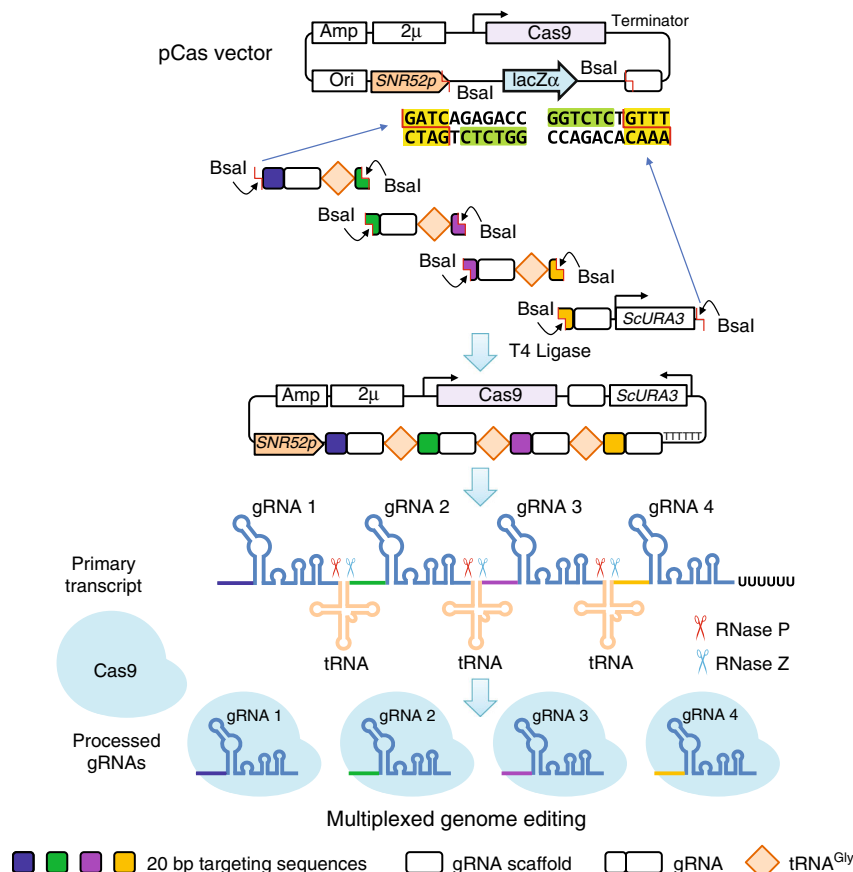 pCas vector
Amp 2μ Cas9 Terminator
Ori SNR52p BsaI lacZα BsaI
GATCAGAGACC GGTCTCTGTTT
CTAGTCTCTGG CCAGACACAAA
BsaI BsaI
BsaI BsaI
BsaI BsaI
BsaI ScURA3 BsaI
T4 Ligase
Amp 2μ Cas9 ScURA3
SNR52p TTTTTT
gRNA 1 gRNA 2 gRNA 3 gRNA 4
Primary
transcript
UUUUUU
tRNA tRNA tRNA
RNase P
RNase Z
Cas9
Processed
gRNAs
gRNA 1 gRNA 2 gRNA 3 gRNA 4
Multiplexed genome editing
20 bp targeting sequences gRNA scaffold gRNA tRNA^Gly